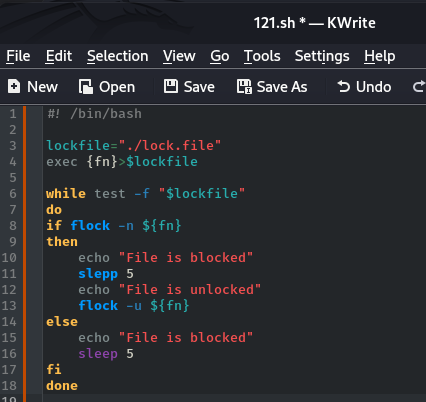 121.sh * — KWrite
File Edit Selection View Go Tools Settings Help
New Open Save Save As Undo
1 #! /bin/bash
2
3 lockfile="./lock.file"
4 exec {fn}>$lockfile
5
6 while test -f "$lockfile"
7 do
8 if flock -n ${fn}
9 then
10     echo "File is blocked"
11     slepp 5
12     echo "File is unlocked"
13     flock -u ${fn}
14 else
15     echo "File is blocked"
16     sleep 5
17 fi
18 done
19